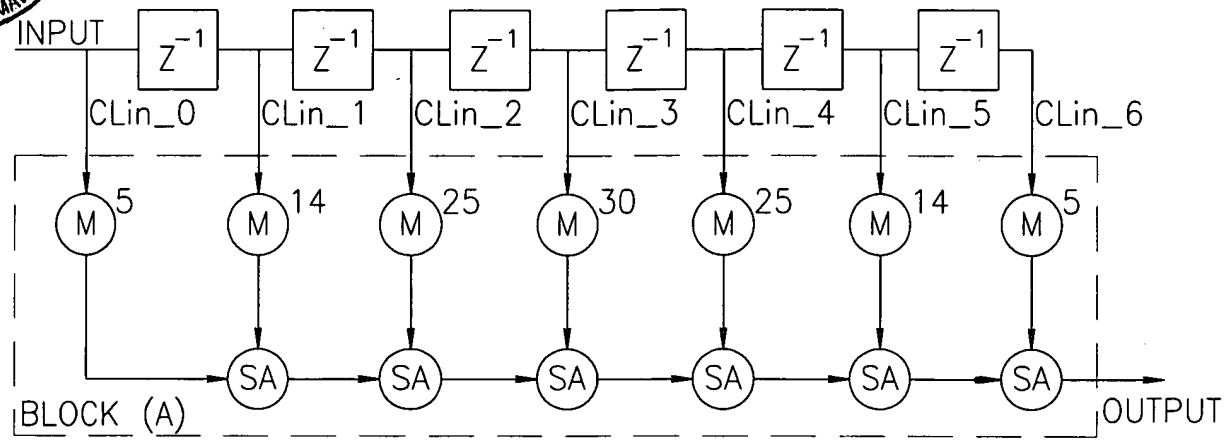 INPUT
Z⁻¹ Z⁻¹ Z⁻¹ Z⁻¹ Z⁻¹ Z⁻¹
CLin_0 CLin_1 CLin_2 CLin_3 CLin_4 CLin_5 CLin_6
5 14 25 30 25 14 5
M M M M M M M
SA SA SA SA SA SA
BLOCK (A)
OUTPUT